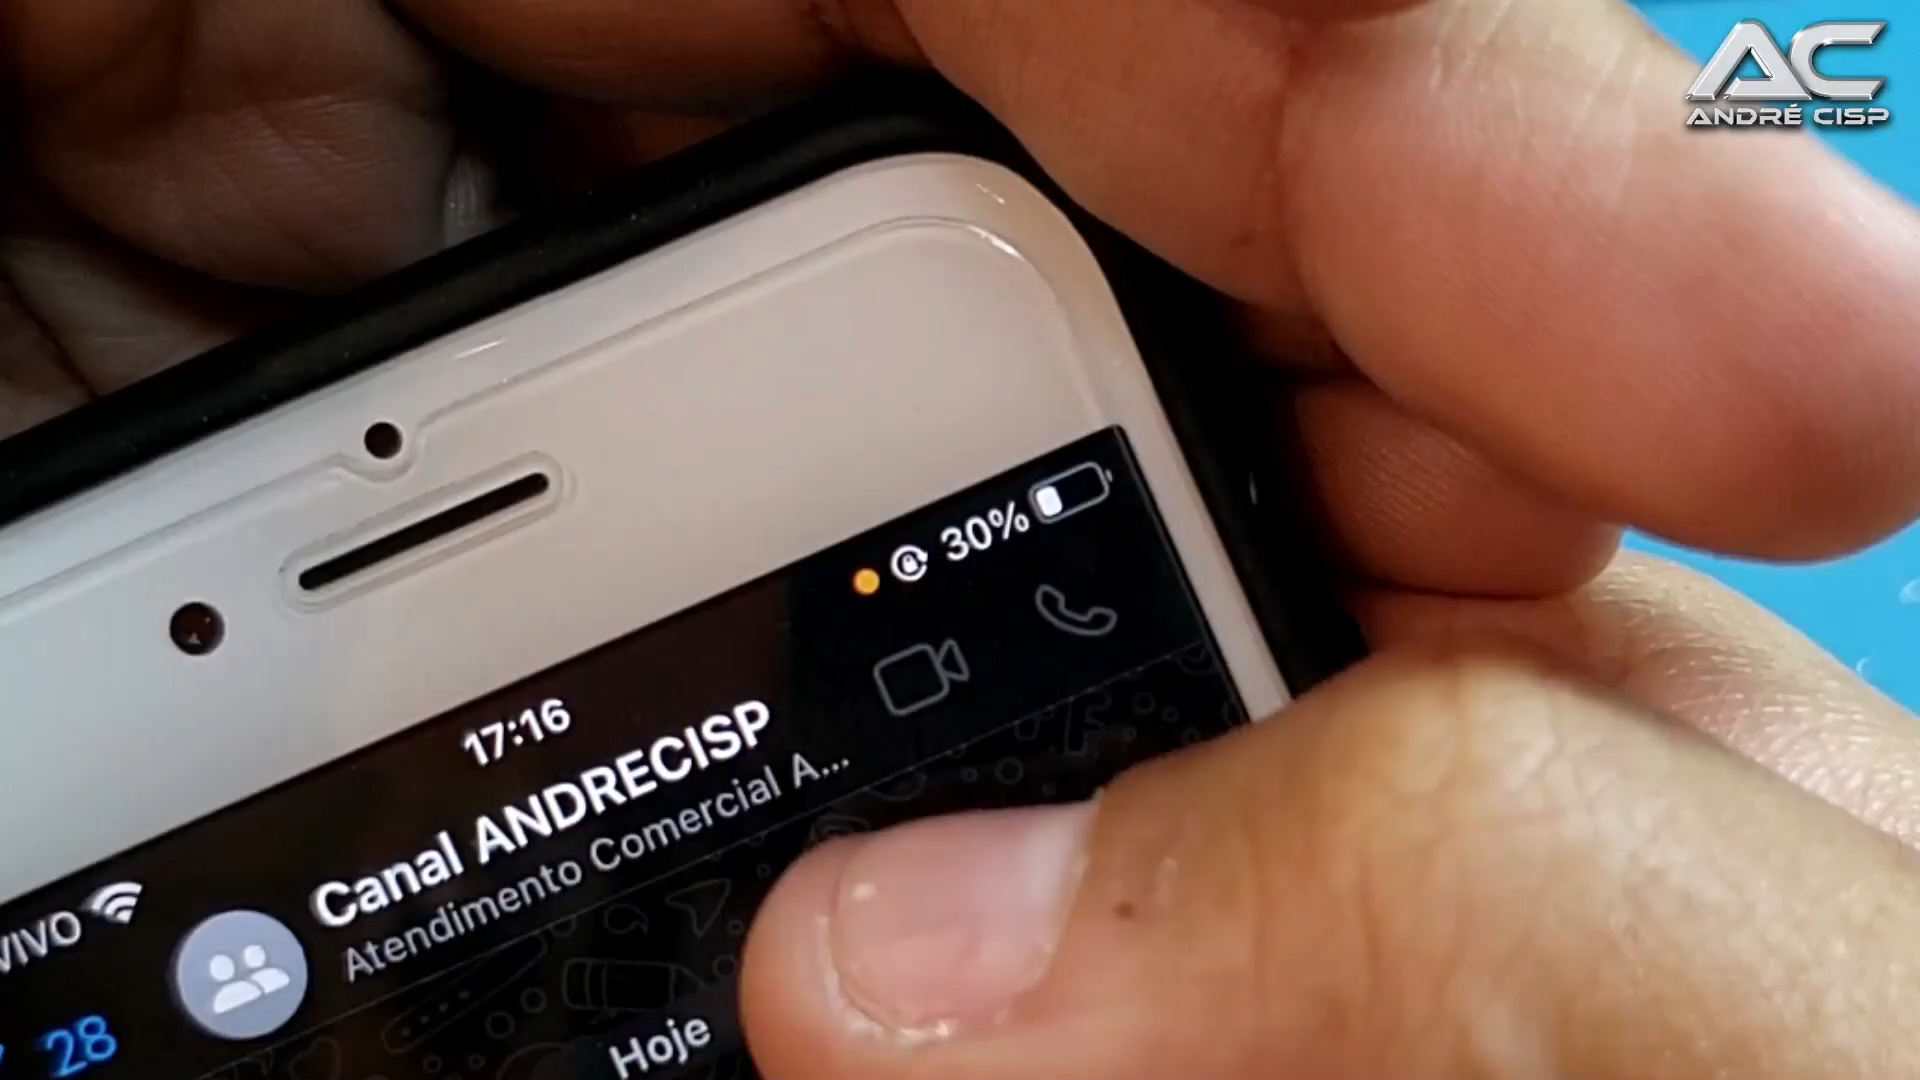 AC
ANDRÉ CISP
30%
17:16
VIVO
Canal ANDRECISP
Atendimento Comercial A...
28
Hoje